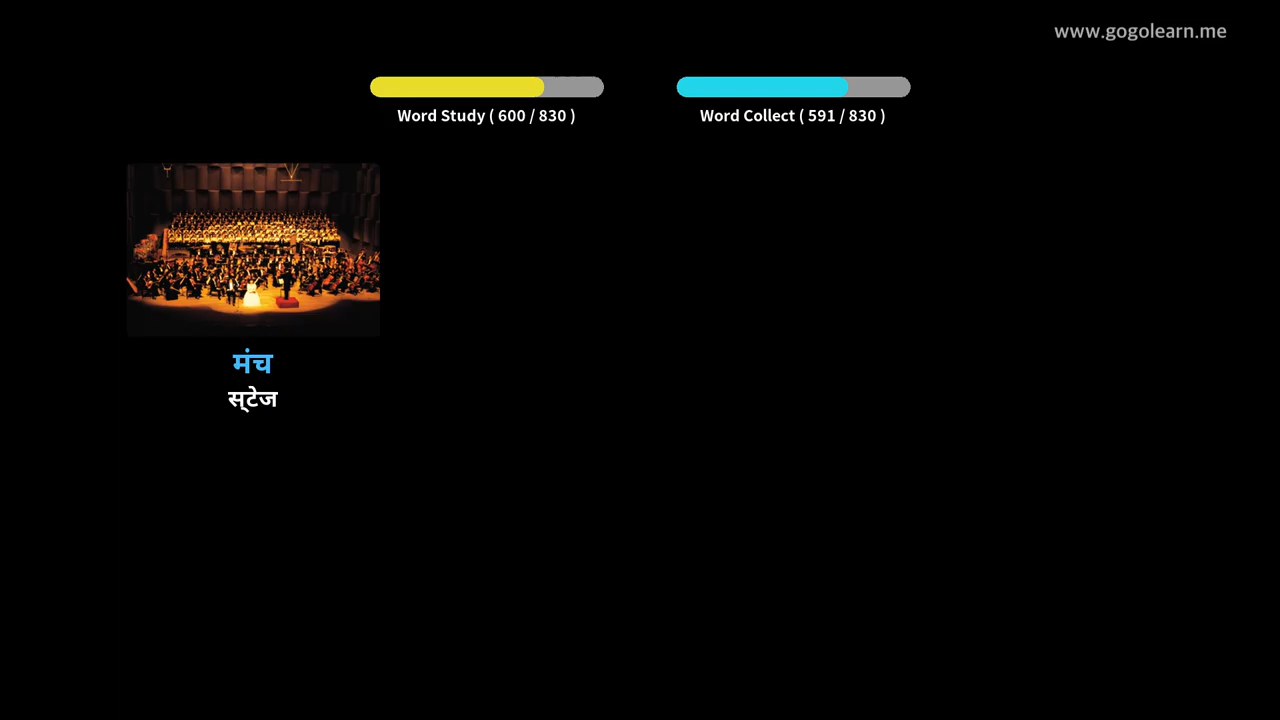 www.gogolearn.me
Word Study ( 600 / 830 )
Word Collect ( 591 / 830 )
मंच
स्टेज